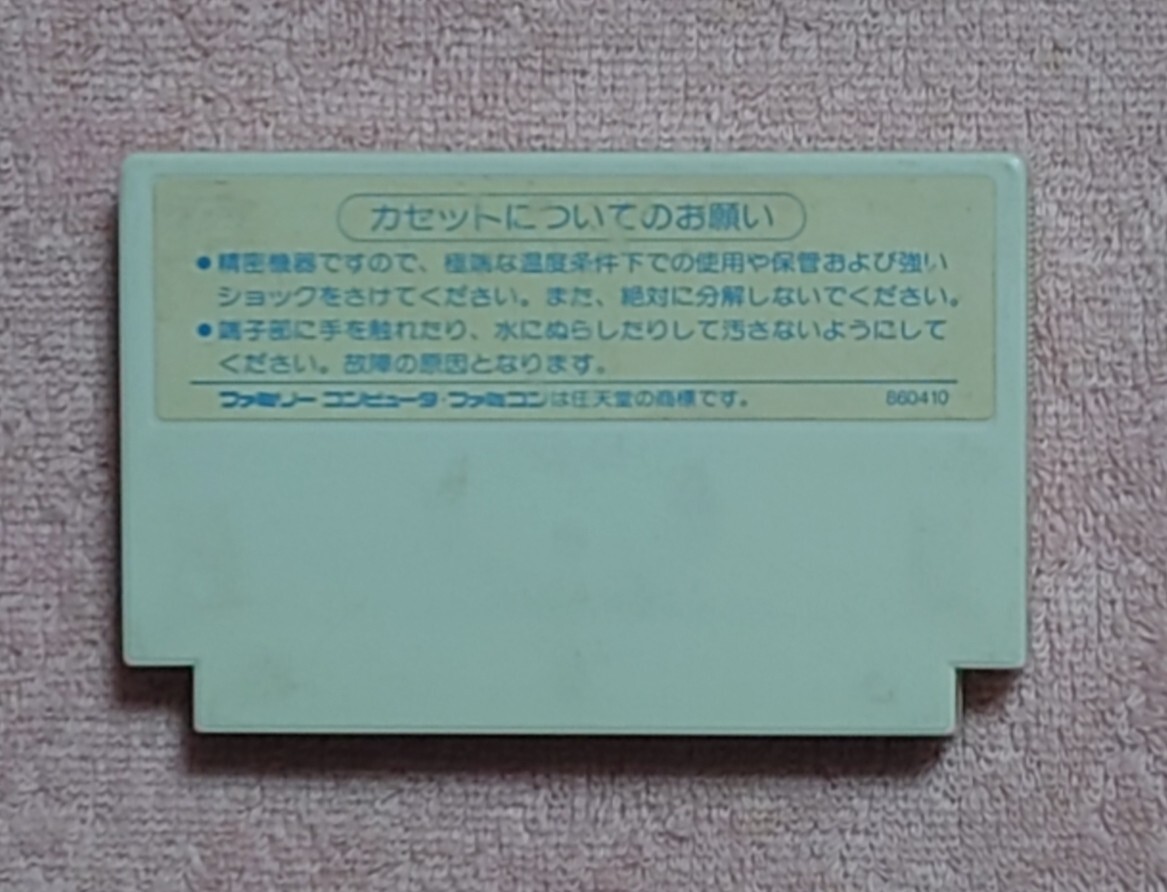 カセットについてのお願い
●精密機器ですので、極端な温度条件下での使用や保管および強い
ショックをさけてください。また、絶対に分解しないでください。
●端子部に手を触れたり、水にぬらしたりして汚さないようにして
ください。故障の原因となります。
ファミリー コンピュータ・ファミコンは任天堂の商標です。 860410